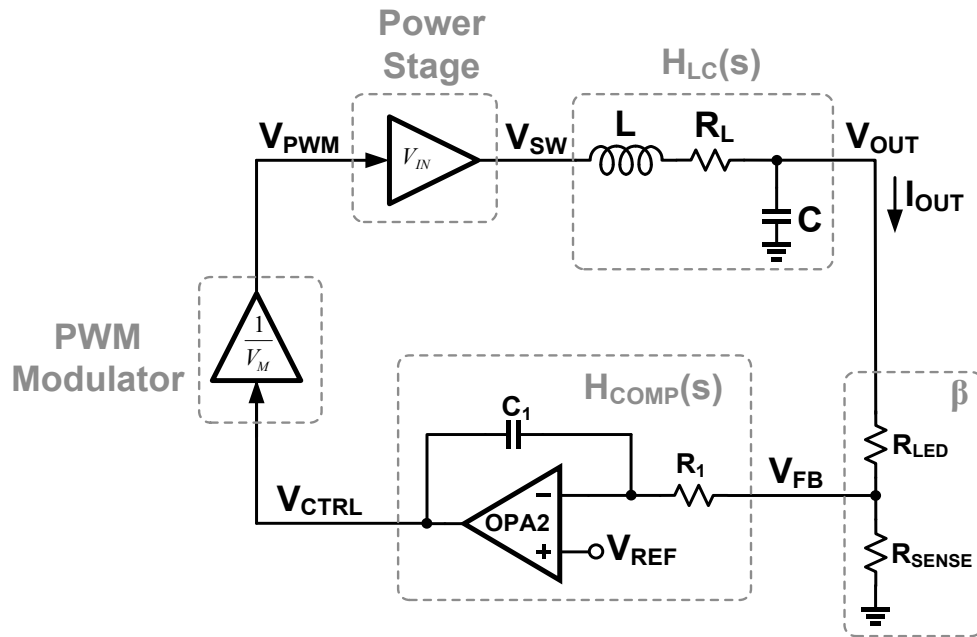 Power
Stage
H_LC(s)
V_PWM
V_IN
V_SW
L
R_L
V_OUT
I_OUT
C
PWM
Modulator
1
V_M
H_COMP(s)
β
C_1
R_1
R_LED
V_FB
V_CTRL
−
OPA2
+
V_REF
R_SENSE